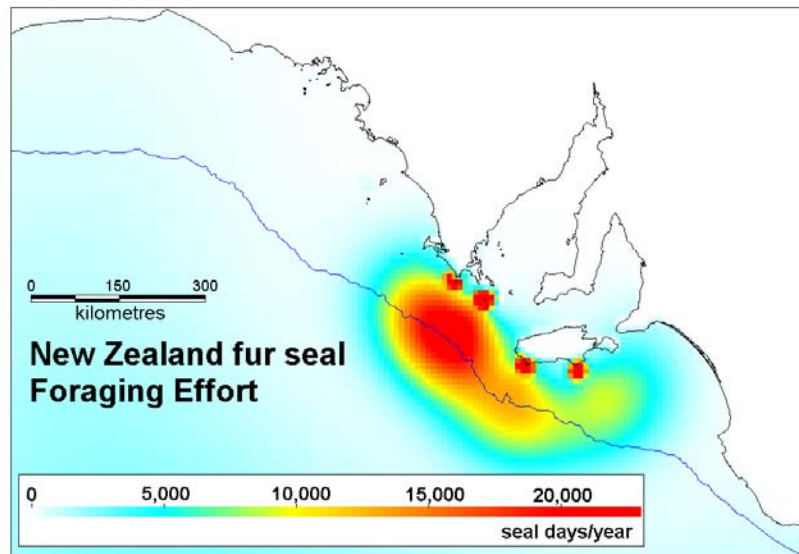 0 150 300
kilometres
New Zealand fur seal
Foraging Effort
0 5,000 10,000 15,000 20,000
seal days/year